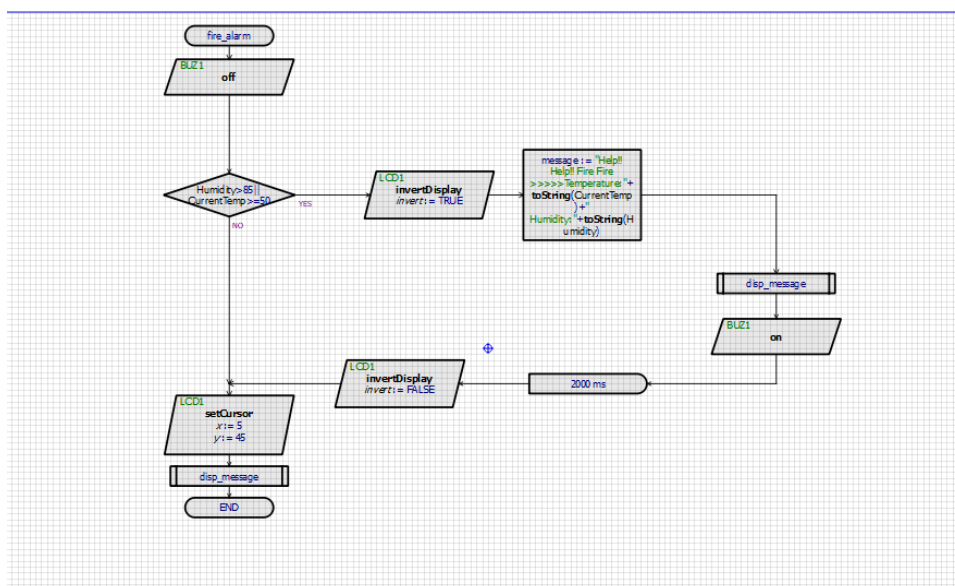 fire_alarm
BUZ1
off
Humidity>85||
CurrentTemp>=50
YES
NO
LCD1
invertDisplay
invert:= TRUE
message := "Help!!
Help!! Fire Fire
>>>>>Temperature:"+
toString(CurrentTemp
) +"
Humidity:"+toString(H
umidity)
disp_message
BUZ1
on
2000 ms
LCD1
invertDisplay
invert:= FALSE
LCD1
setCursor
x:= 5
y:= 45
disp_message
END